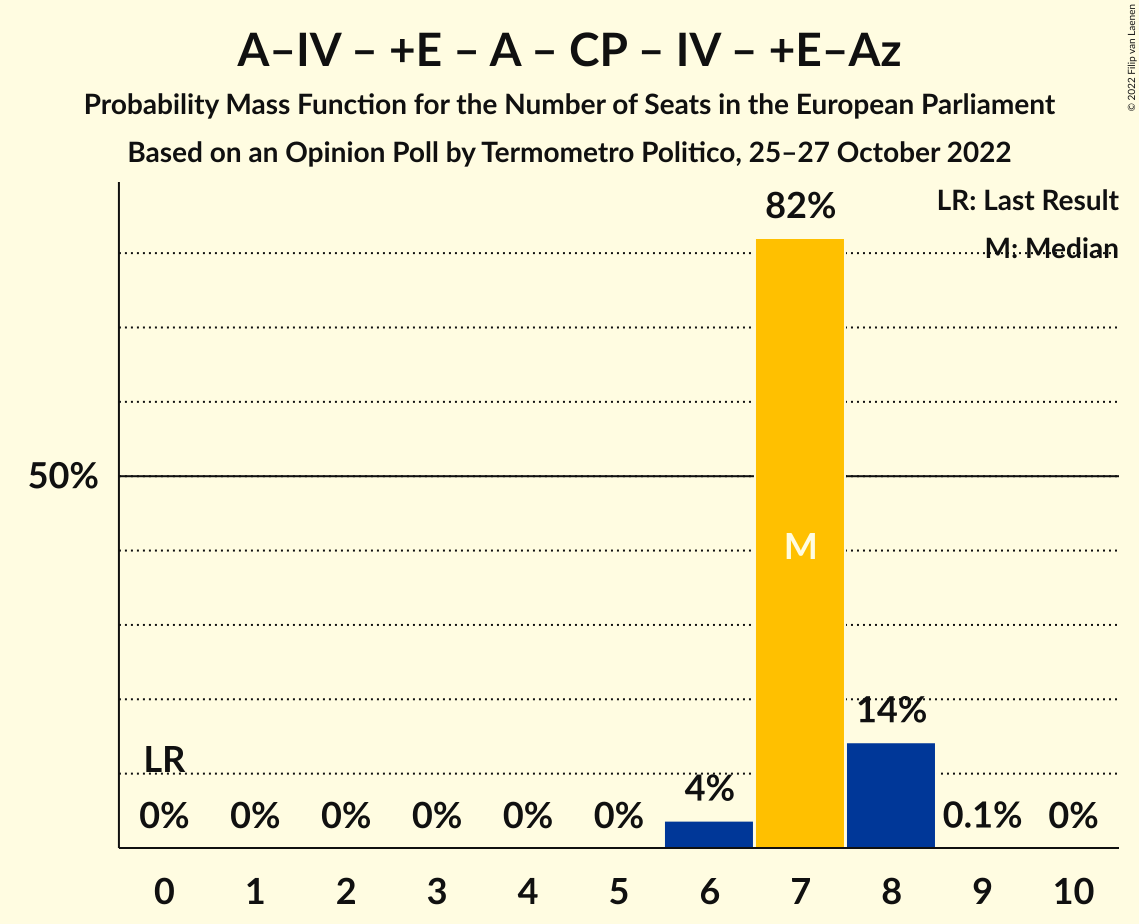 A–IV – +E – A – CP – IV – +E–Az
Probability Mass Function for the Number of Seats in the European Parliament
Based on an Opinion Poll by Termometro Politico, 25–27 October 2022
© 2022 Filip van Laenen
LR: Last Result
M: Median
82%
50%
M
14%
LR
4%
0% 0% 0% 0% 0% 0% 0.1% 0%
0 1 2 3 4 5 6 7 8 9 10